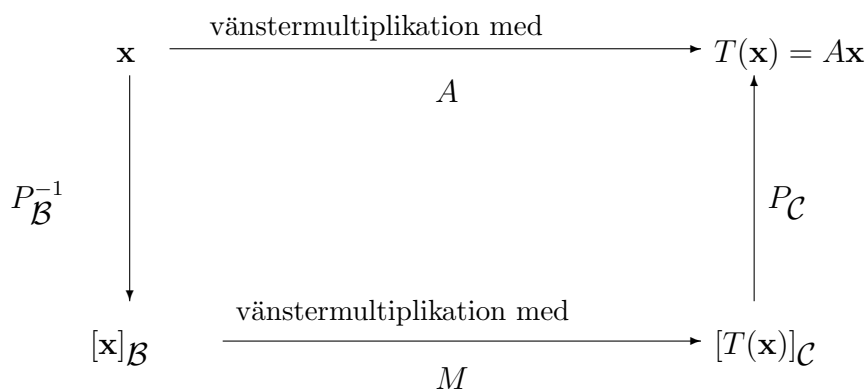 vänstermultiplikation med
𝐱 T(𝐱) = A𝐱
A
P_ℬ^{−1} P_𝒞
vänstermultiplikation med
[𝐱]_ℬ [T(𝐱)]_𝒞
M